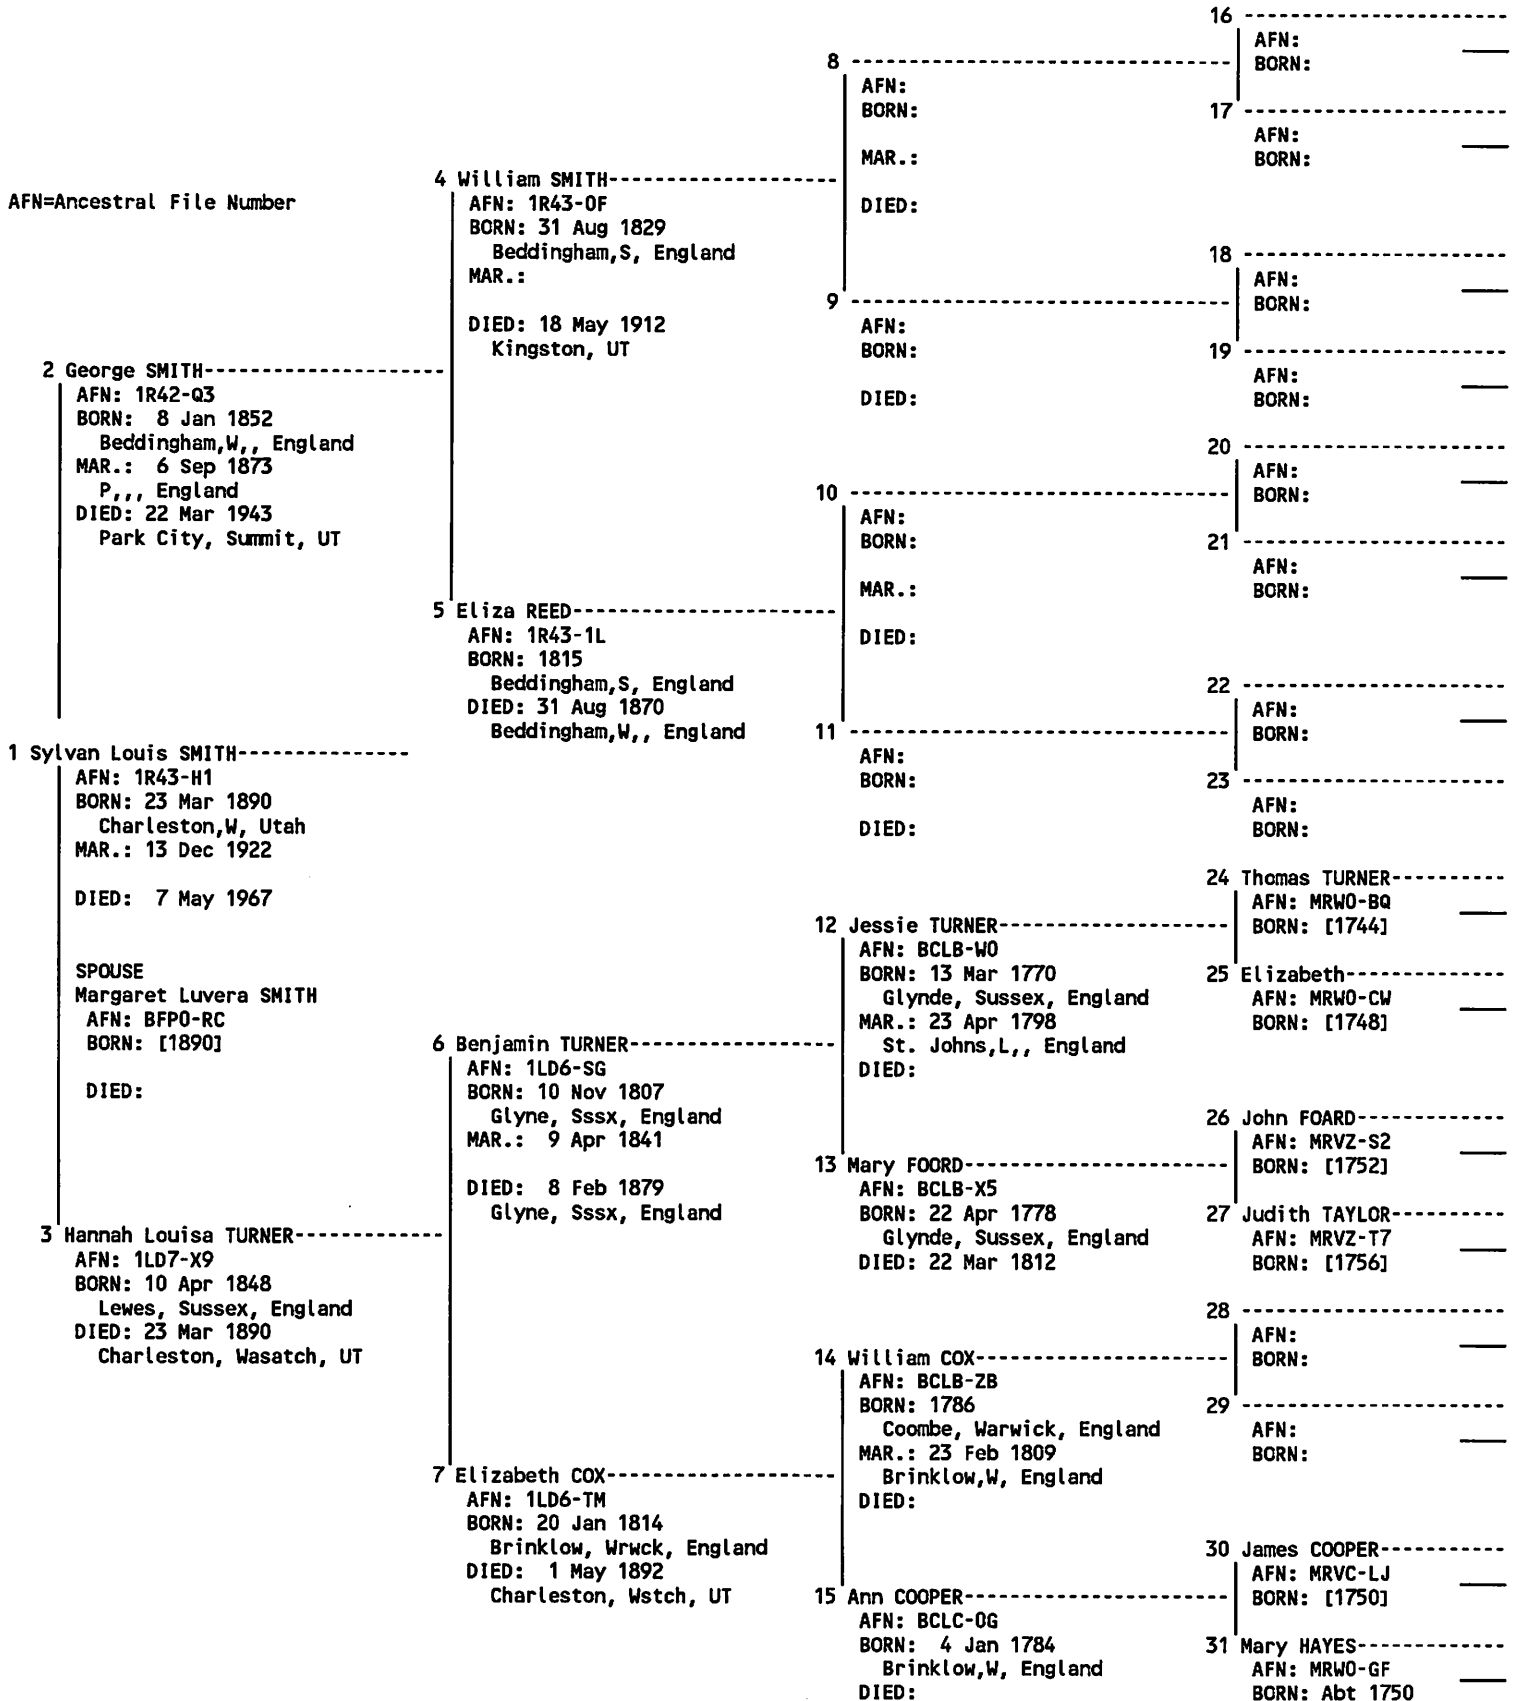 AFN=Ancestral File Number
1 Sylvan Louis SMITH---------------
AFN: 1R43-H1
BORN: 23 Mar 1890
Charleston,W, Utah
MAR.: 13 Dec 1922
DIED:  7 May 1967
SPOUSE
Margaret Luvera SMITH
AFN: BFP0-RC
BORN: [1890]
DIED:
2 George SMITH---------------------
AFN: 1R42-Q3
BORN:  8 Jan 1852
Beddingham,W,, England
MAR.:  6 Sep 1873
P,,, England
DIED: 22 Mar 1943
Park City, Summit, UT
3 Hannah Louisa TURNER-------------
AFN: 1LD7-X9
BORN: 10 Apr 1848
Lewes, Sussex, England
DIED: 23 Mar 1890
Charleston, Wasatch, UT
4 William SMITH--------------------
AFN: 1R43-0F
BORN: 31 Aug 1829
Beddingham,S, England
MAR.:
DIED: 18 May 1912
Kingston, UT
5 Eliza REED-----------------------
AFN: 1R43-1L
BORN: 1815
Beddingham,S, England
DIED: 31 Aug 1870
Beddingham,W,, England
6 Benjamin TURNER------------------
AFN: 1LD6-SG
BORN: 10 Nov 1807
Glyne, Sssx, England
MAR.:  9 Apr 1841
DIED:  8 Feb 1879
Glyne, Sssx, England
7 Elizabeth COX--------------------
AFN: 1LD6-TM
BORN: 20 Jan 1814
Brinklow, Wrwck, England
DIED:  1 May 1892
Charleston, Wstch, UT
8 ---------------------------------
AFN:
BORN:
MAR.:
DIED:
9 ---------------------------------
AFN:
BORN:
DIED:
10 ---------------------------------
AFN:
BORN:
MAR.:
DIED:
11 ---------------------------------
AFN:
BORN:
DIED:
12 Jessie TURNER--------------------
AFN: BCLB-W0
BORN: 13 Mar 1770
Glynde, Sussex, England
MAR.: 23 Apr 1798
St. Johns,L,, England
DIED:
13 Mary FOORD-----------------------
AFN: BCLB-X5
BORN: 22 Apr 1778
Glynde, Sussex, England
DIED: 22 Mar 1812
14 William COX----------------------
AFN: BCLB-ZB
BORN: 1786
Coombe, Warwick, England
MAR.: 23 Feb 1809
Brinklow,W, England
DIED:
15 Ann COOPER-----------------------
AFN: BCLC-0G
BORN:  4 Jan 1784
Brinklow,W, England
DIED:
16 -----------------------
AFN:
BORN:
17 -----------------------
AFN:
BORN:
18 -----------------------
AFN:
BORN:
19 -----------------------
AFN:
BORN:
20 -----------------------
AFN:
BORN:
21 -----------------------
AFN:
BORN:
22 -----------------------
AFN:
BORN:
23 -----------------------
AFN:
BORN:
24 Thomas TURNER----------
AFN: MRW0-BQ
BORN: [1744]
25 Elizabeth--------------
AFN: MRW0-CW
BORN: [1748]
26 John FOARD-------------
AFN: MRVZ-S2
BORN: [1752]
27 Judith TAYLOR----------
AFN: MRVZ-T7
BORN: [1756]
28 -----------------------
AFN:
BORN:
29 -----------------------
AFN:
BORN:
30 James COOPER-----------
AFN: MRVC-LJ
BORN: [1750]
31 Mary HAYES-------------
AFN: MRW0-GF
BORN: Abt 1750